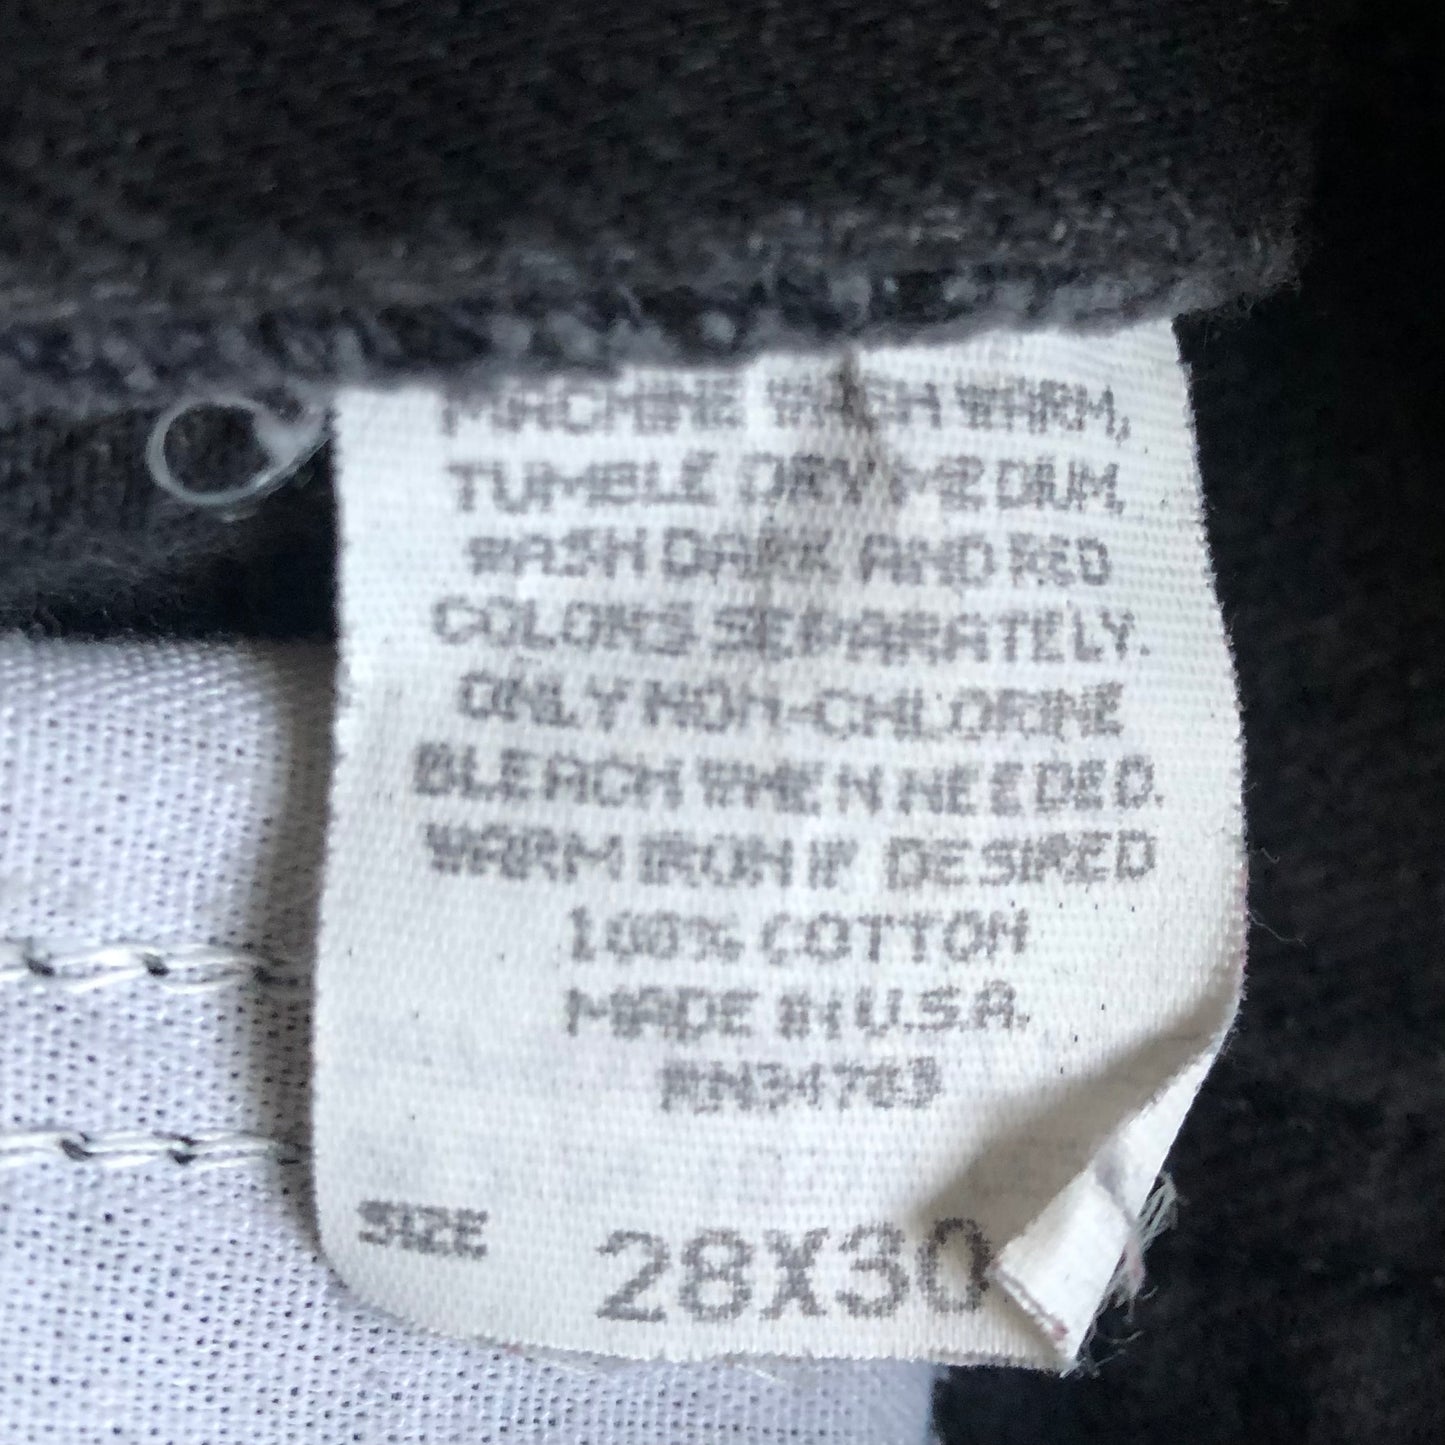 MACHINE WASH WARM,
TUMBLE DRY MEDIUM,
WASH DARK AND RED
COLORS SEPARATELY.
ONLY NON-CHLORINE
BLEACH WHEN NEEDED.
WARM IRON IF DESIRED
100% COTTON
MADE IN U.S.A.
RN34783
SIZE 28X30